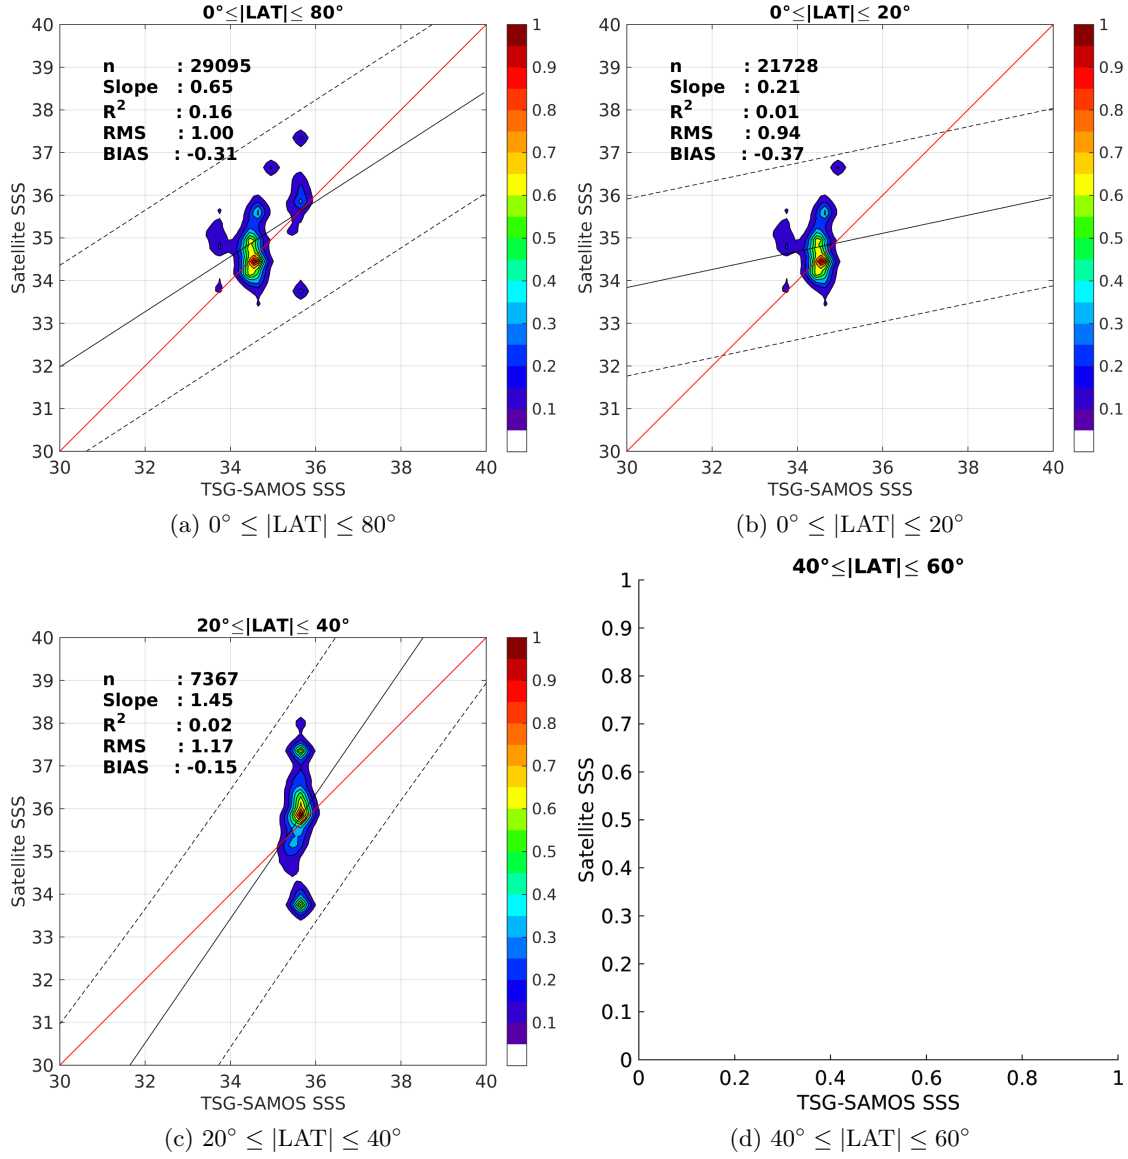 0°≤|LAT|≤ 80°
40
39
38
37
36
35
34
33
32
31
30
30 32 34 36 38 40
Satellite SSS
TSG-SAMOS SSS
n : 29095
Slope : 0.65
R² : 0.16
RMS : 1.00
BIAS : -0.31
1
0.9
0.8
0.7
0.6
0.5
0.4
0.3
0.2
0.1
(a) 0° ≤ |LAT| ≤ 80°
0°≤|LAT|≤ 20°
40
39
38
37
36
35
34
33
32
31
30
30 32 34 36 38 40
Satellite SSS
TSG-SAMOS SSS
n : 21728
Slope : 0.21
R² : 0.01
RMS : 0.94
BIAS : -0.37
1
0.9
0.8
0.7
0.6
0.5
0.4
0.3
0.2
0.1
(b) 0° ≤ |LAT| ≤ 20°
20°≤|LAT|≤ 40°
40
39
38
37
36
35
34
33
32
31
30
30 32 34 36 38 40
Satellite SSS
TSG-SAMOS SSS
n : 7367
Slope : 1.45
R² : 0.02
RMS : 1.17
BIAS : -0.15
1
0.9
0.8
0.7
0.6
0.5
0.4
0.3
0.2
0.1
(c) 20° ≤ |LAT| ≤ 40°
40°≤|LAT|≤ 60°
1
0.9
0.8
0.7
0.6
0.5
0.4
0.3
0.2
0.1
0
0 0.2 0.4 0.6 0.8 1
Satellite SSS
TSG-SAMOS SSS
(d) 40° ≤ |LAT| ≤ 60°